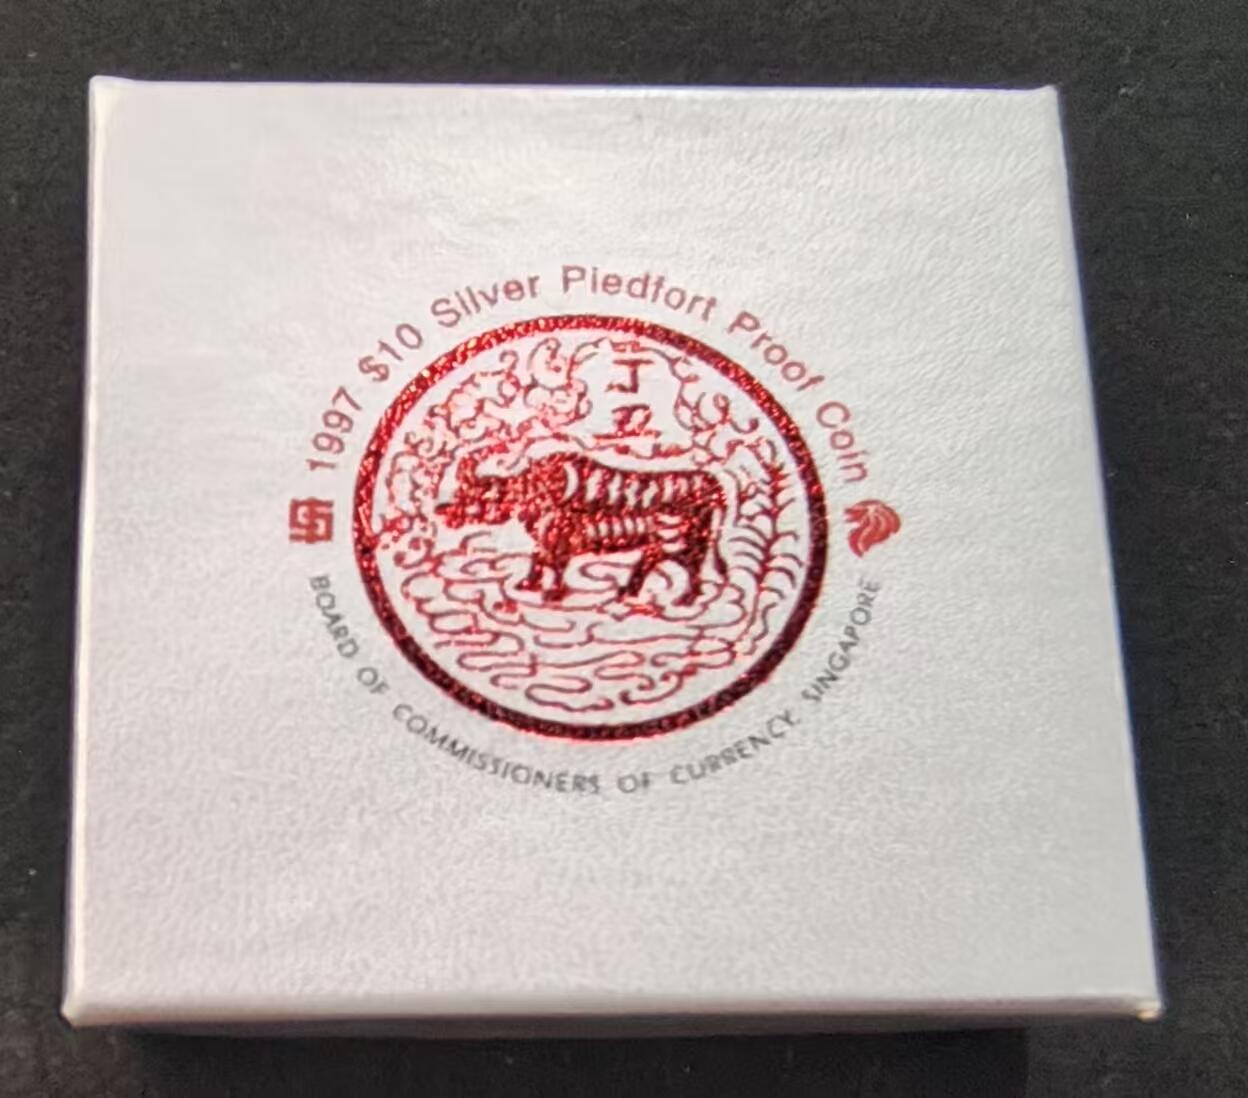 1997 $10 Silver Piedfort Proof Coin
丁
丑
BOARD OF COMMISSIONERS OF CURRENCY, SINGAPORE